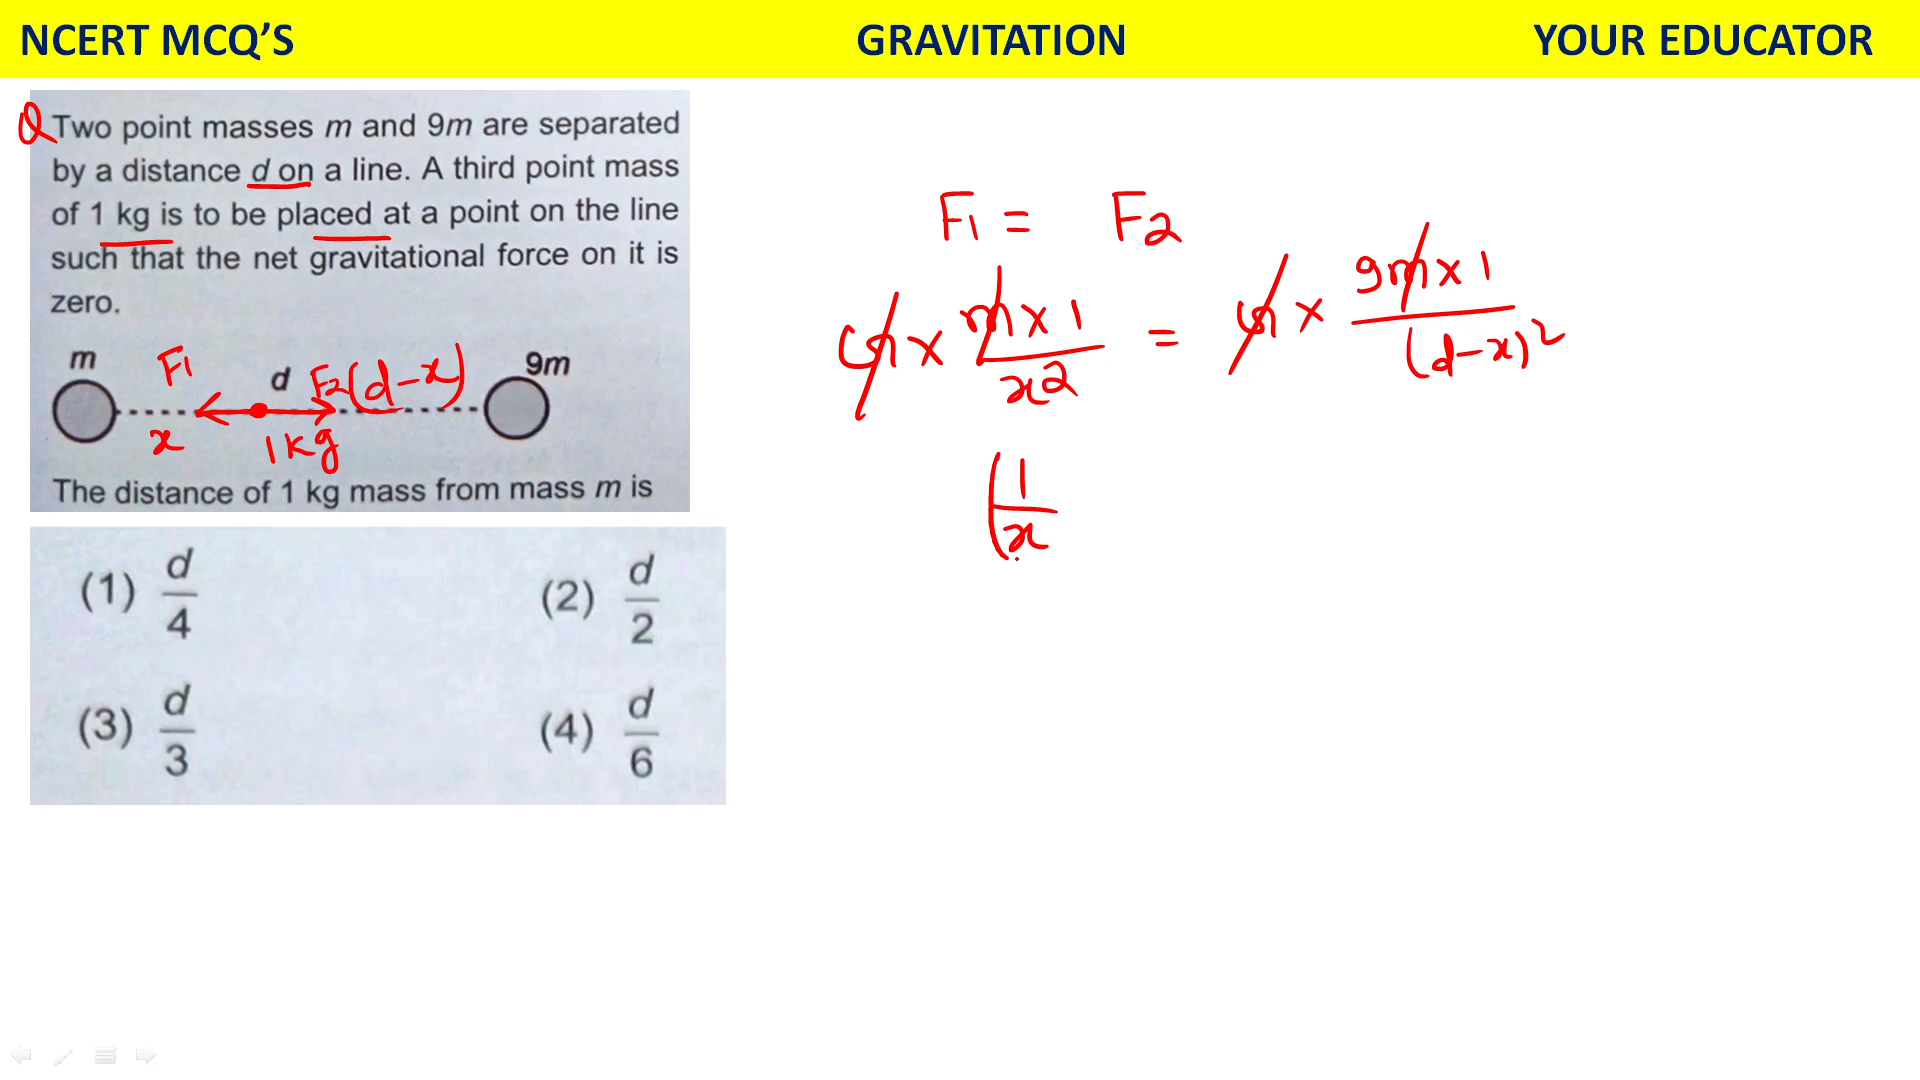 NCERT MCQ'S
GRAVITATION
YOUR EDUCATOR
Q Two point masses m and 9m are separated
by a distance d on a line. A third point mass
of 1 kg is to be placed at a point on the line
such that the net gravitational force on it is
zero.
m F1 d F2 (d-x) 9m
x 1kg
The distance of 1 kg mass from mass m is
(1) d/4
(2) d/2
(3) d/3
(4) d/6
F1 = F2
G x m x 1 / x² = G x 9m x 1 / (d-x)²
(1/x